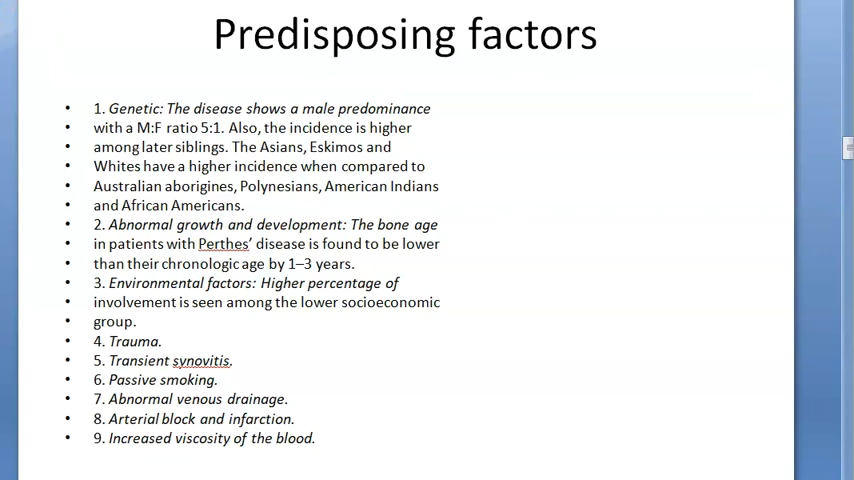 Predisposing factors
• 1. Genetic: The disease shows a male predominance
• with a M:F ratio 5:1. Also, the incidence is higher
• among later siblings. The Asians, Eskimos and
• Whites have a higher incidence when compared to
• Australian aborigines, Polynesians, American Indians
• and African Americans.
• 2. Abnormal growth and development: The bone age
• in patients with Perthes’ disease is found to be lower
• than their chronologic age by 1–3 years.
• 3. Environmental factors: Higher percentage of
• involvement is seen among the lower socioeconomic
• group.
• 4. Trauma.
• 5. Transient synovitis.
• 6. Passive smoking.
• 7. Abnormal venous drainage.
• 8. Arterial block and infarction.
• 9. Increased viscosity of the blood.